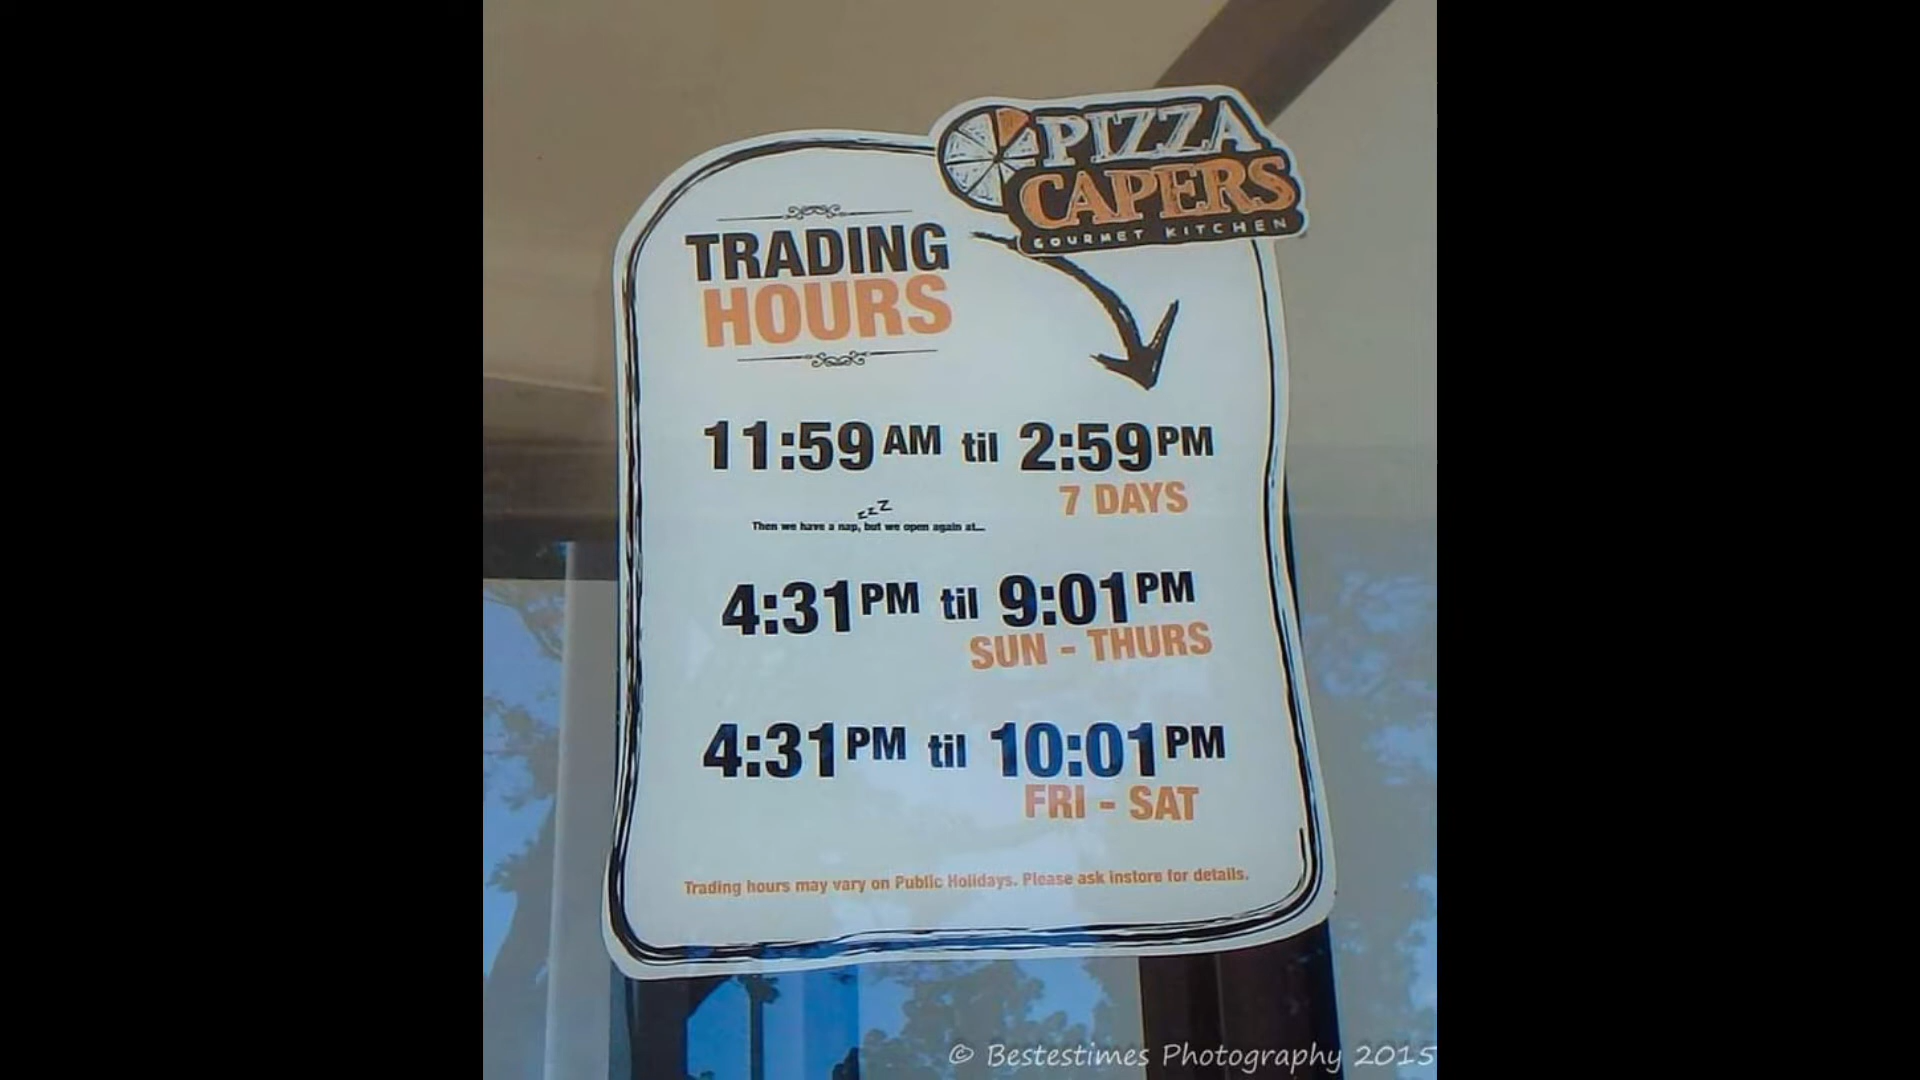 PIZZA
CAPERS
GOURMET KITCHEN
TRADING
HOURS
11:59 AM til 2:59 PM
7 DAYS
zzz
Then we have a nap, but we open again at...
4:31 PM til 9:01 PM
SUN - THURS
4:31 PM til 10:01 PM
FRI - SAT
Trading hours may vary on Public Holidays. Please ask instore for details.
© Bestestimes Photography 2015